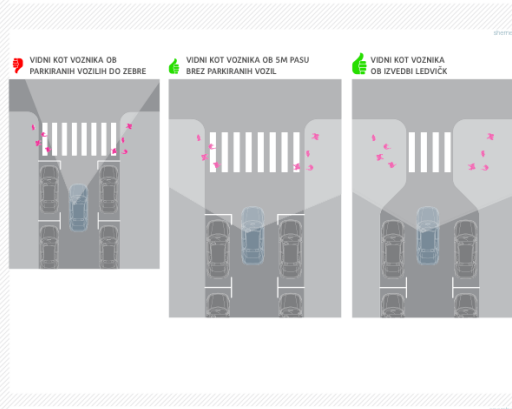 VIDNI KOT VOZNIKA OB
PARKIRANIH VOZILIH DO ZEBRE
VIDNI KOT VOZNIKA OB 5M PASU
BREZ PARKIRANIH VOZIL
VIDNI KOT VOZNIKA
OB IZVEDBI LEDVIČK